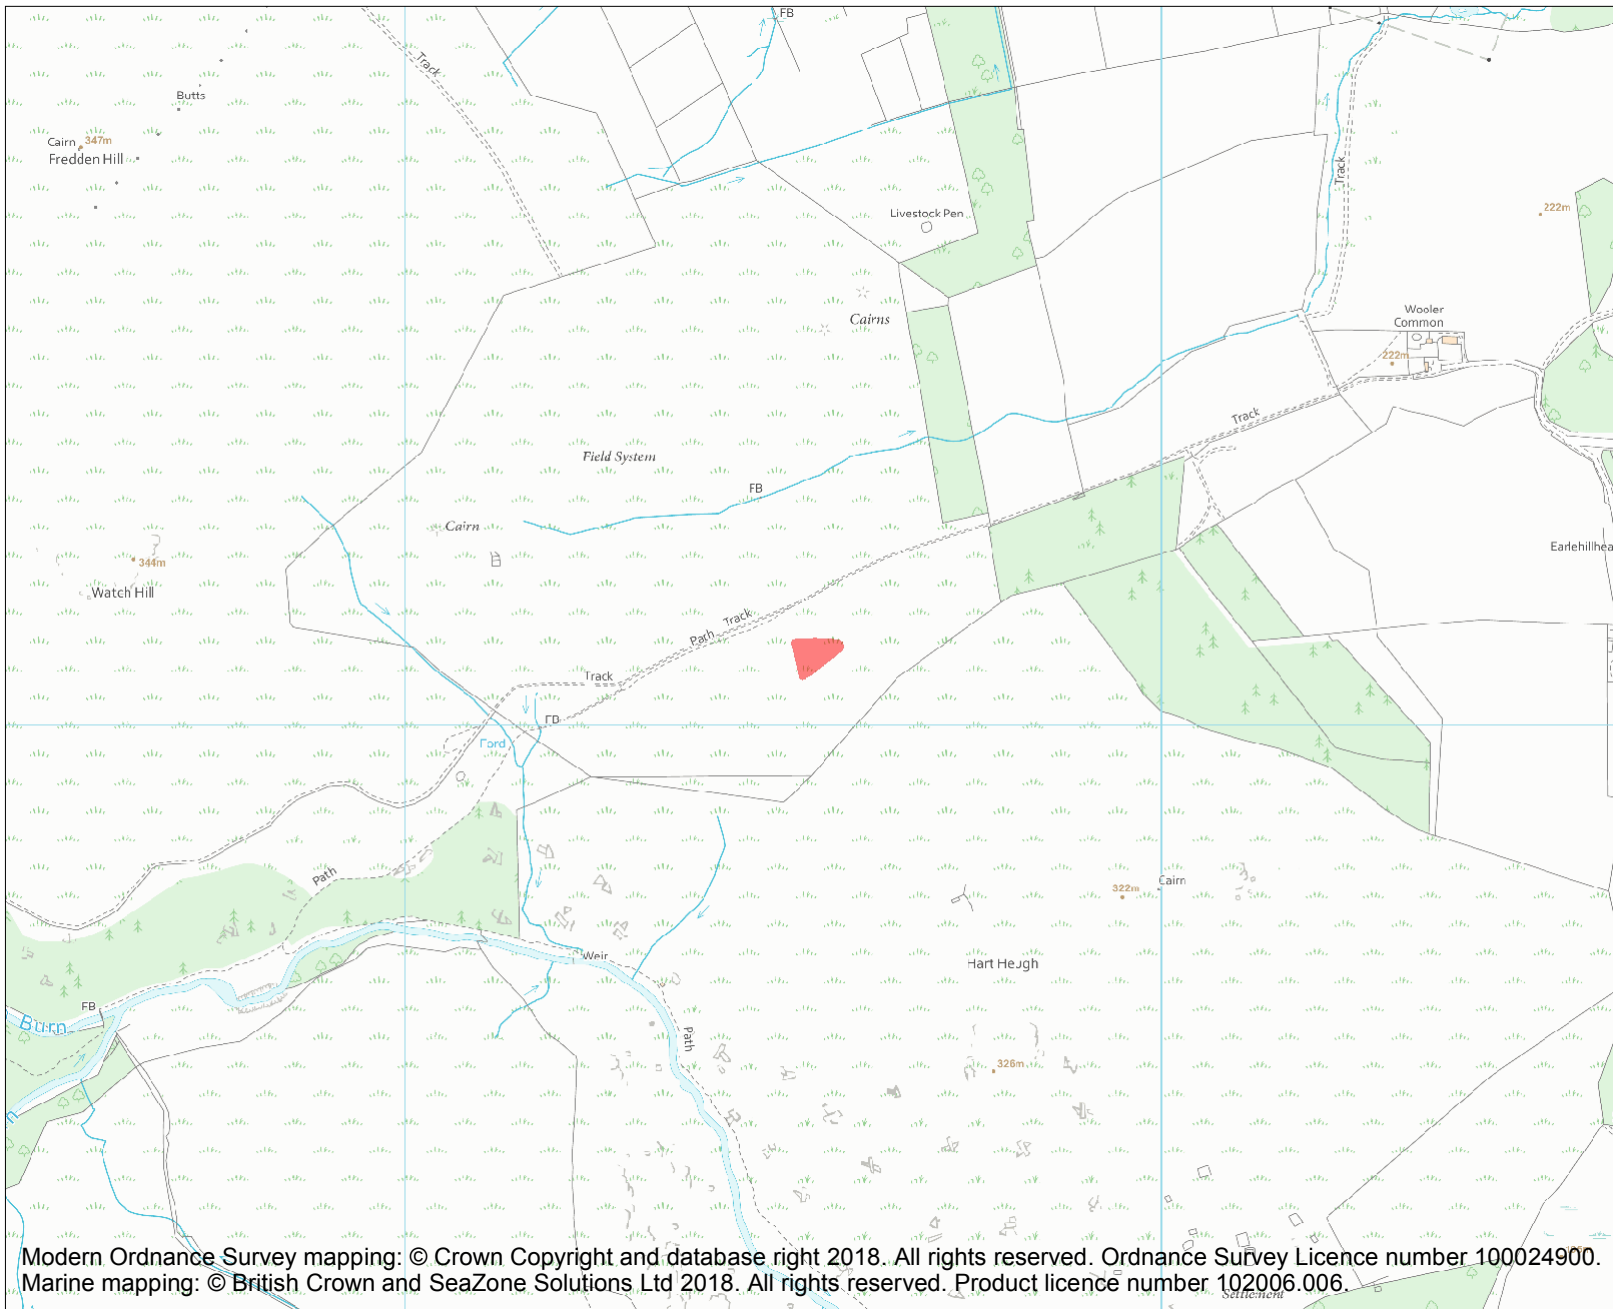 FB
Track
Butts
Cairn
347m
Fredden Hill
Track
Livestock Pen
222m
Cairns
Wooler
Common
222m
Track
Field System
FB
Cairn
344m
Watch Hill
Earlehillhea
Path
Track
Track
FB
Ford
Path
322m
Cairn
Weir
Hart Heugh
FB
Burn
Path
326m
Modern Ordnance Survey mapping: © Crown Copyright and database right 2018. All rights reserved. Ordnance Survey Licence number 100024900.
Marine mapping: © British Crown and SeaZone Solutions Ltd 2018. All rights reserved. Product licence number 102006.006.
Settlement